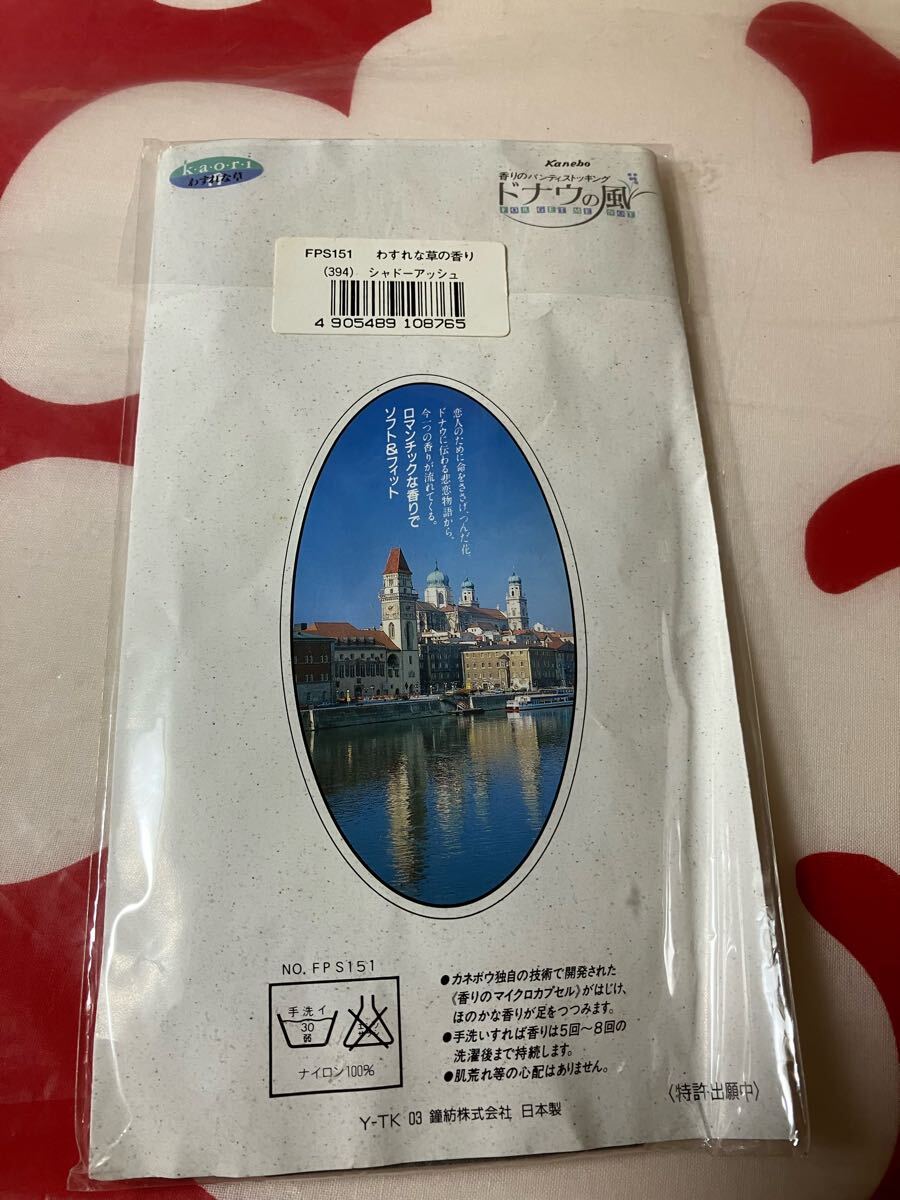 k·a·o·r·i
わすれな草
Kanebo
香りのパンティストッキング
ドナウの風
FORGET ME NOT
FPS151 わすれな草の香り
(394) シャドーアッシュ
4 905489 108765
恋人のために命をささげ、つんだ花。
ドナウに伝わる悲恋物語から、
今一つの香りが流れてくる。
ロマンチックな香りで
ソフト&フィット
NO. FPS151
手洗イ
30
弱
ナイロン100%
●カネボウ独自の技術で開発された
《香りのマイクロカプセル》がはじけ、
ほのかな香りが足をつつみます。
●手洗いすれば香りは5回〜8回の
洗濯後まで持続します。
●肌荒れ等の心配はありません。
〈特許出願中〉
Y-TK 03 鐘紡株式会社 日本製